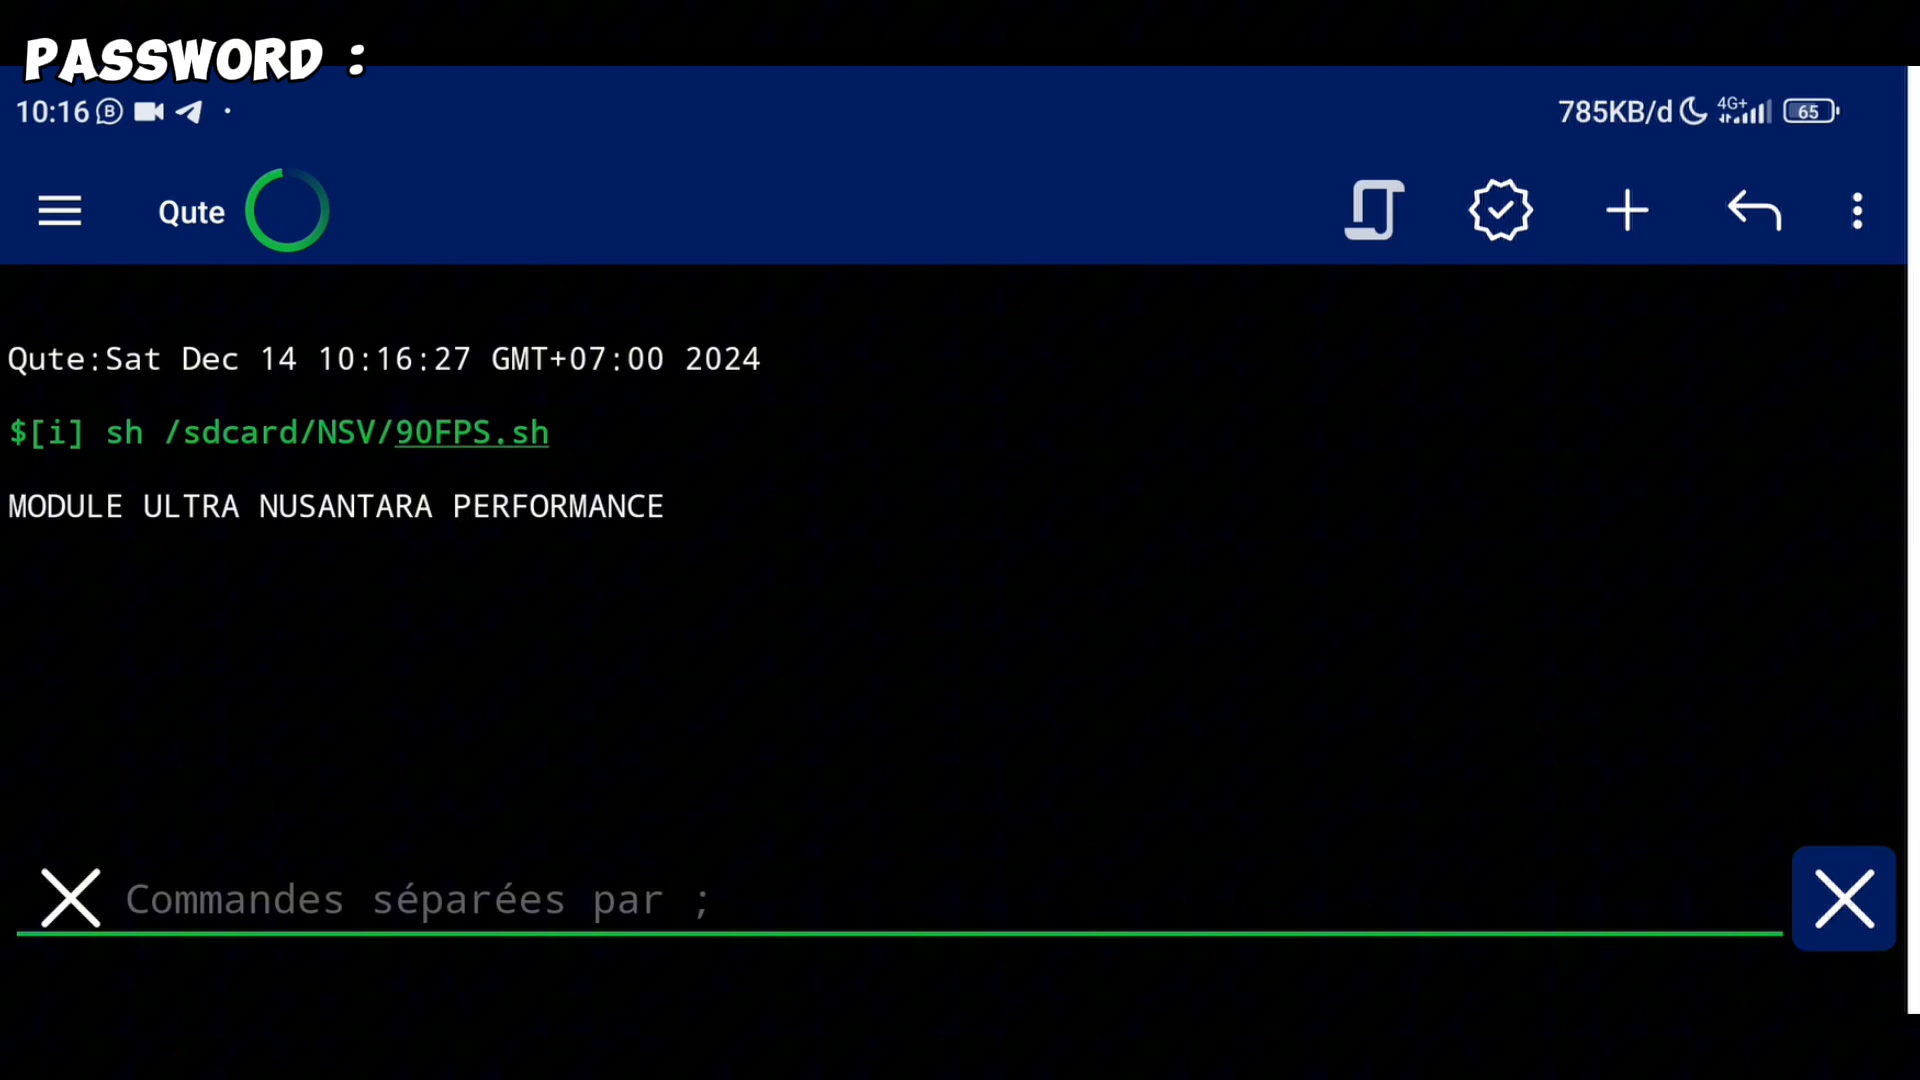 PASSWORD :
10:16 785KB/d 4G+ 65
Qute
Qute:Sat Dec 14 10:16:27 GMT+07:00 2024
$[i] sh /sdcard/NSV/90FPS.sh
MODULE ULTRA NUSANTARA PERFORMANCE
Commandes séparées par ;